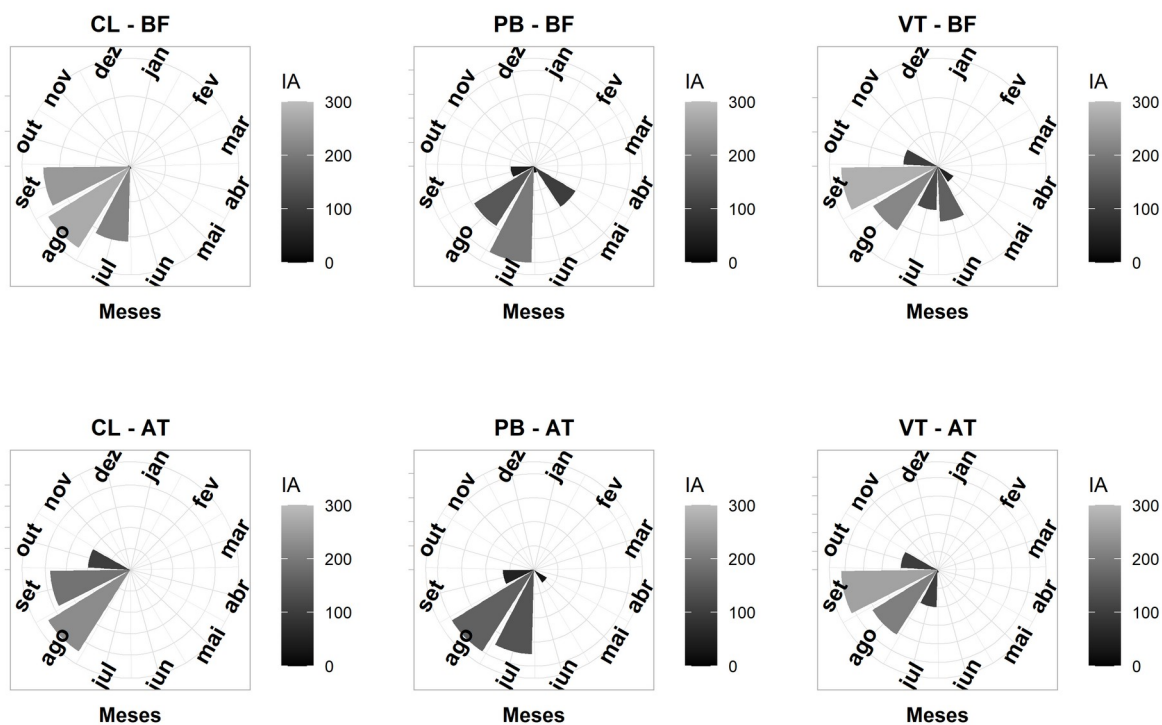 CL - BF
jan
fev
mar
abr
mai
jun
jul
ago
set
out
nov
dez
Meses
IA
300
200
100
0
PB - BF
jan
fev
mar
abr
mai
jun
jul
ago
set
out
nov
dez
Meses
IA
300
200
100
0
VT - BF
jan
fev
mar
abr
mai
jun
jul
ago
set
out
nov
dez
Meses
IA
300
200
100
0
CL - AT
jan
fev
mar
abr
mai
jun
jul
ago
set
out
nov
dez
Meses
IA
300
200
100
0
PB - AT
jan
fev
mar
abr
mai
jun
jul
ago
set
out
nov
dez
Meses
IA
300
200
100
0
VT - AT
jan
fev
mar
abr
mai
jun
jul
ago
set
out
nov
dez
Meses
IA
300
200
100
0